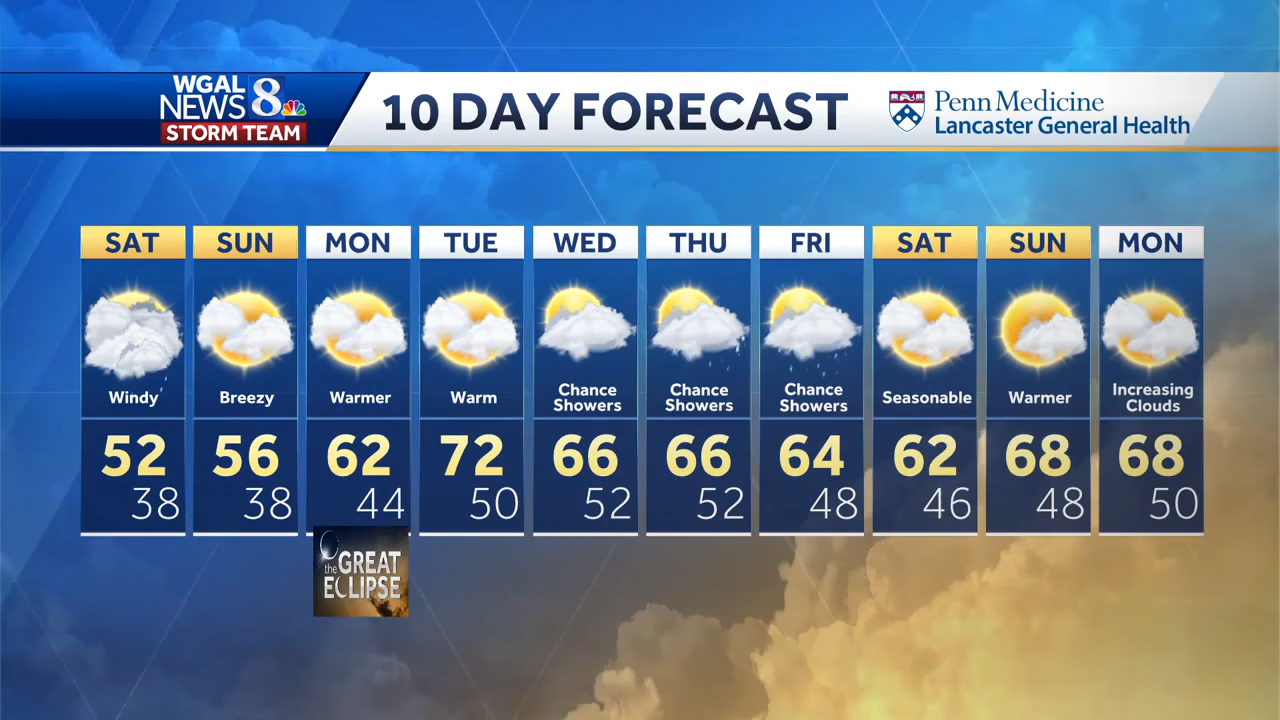 WGAL
NEWS 8
STORM TEAM
10 DAY FORECAST
Penn Medicine
Lancaster General Health
SAT SUN MON TUE WED THU FRI SAT SUN MON
Windy Breezy Warmer Warm Chance Showers Chance Showers Chance Showers Seasonable Warmer Increasing Clouds
52 56 62 72 66 66 64 62 68 68
38 38 44 50 52 52 48 46 48 50
the GREAT
ECLIPSE